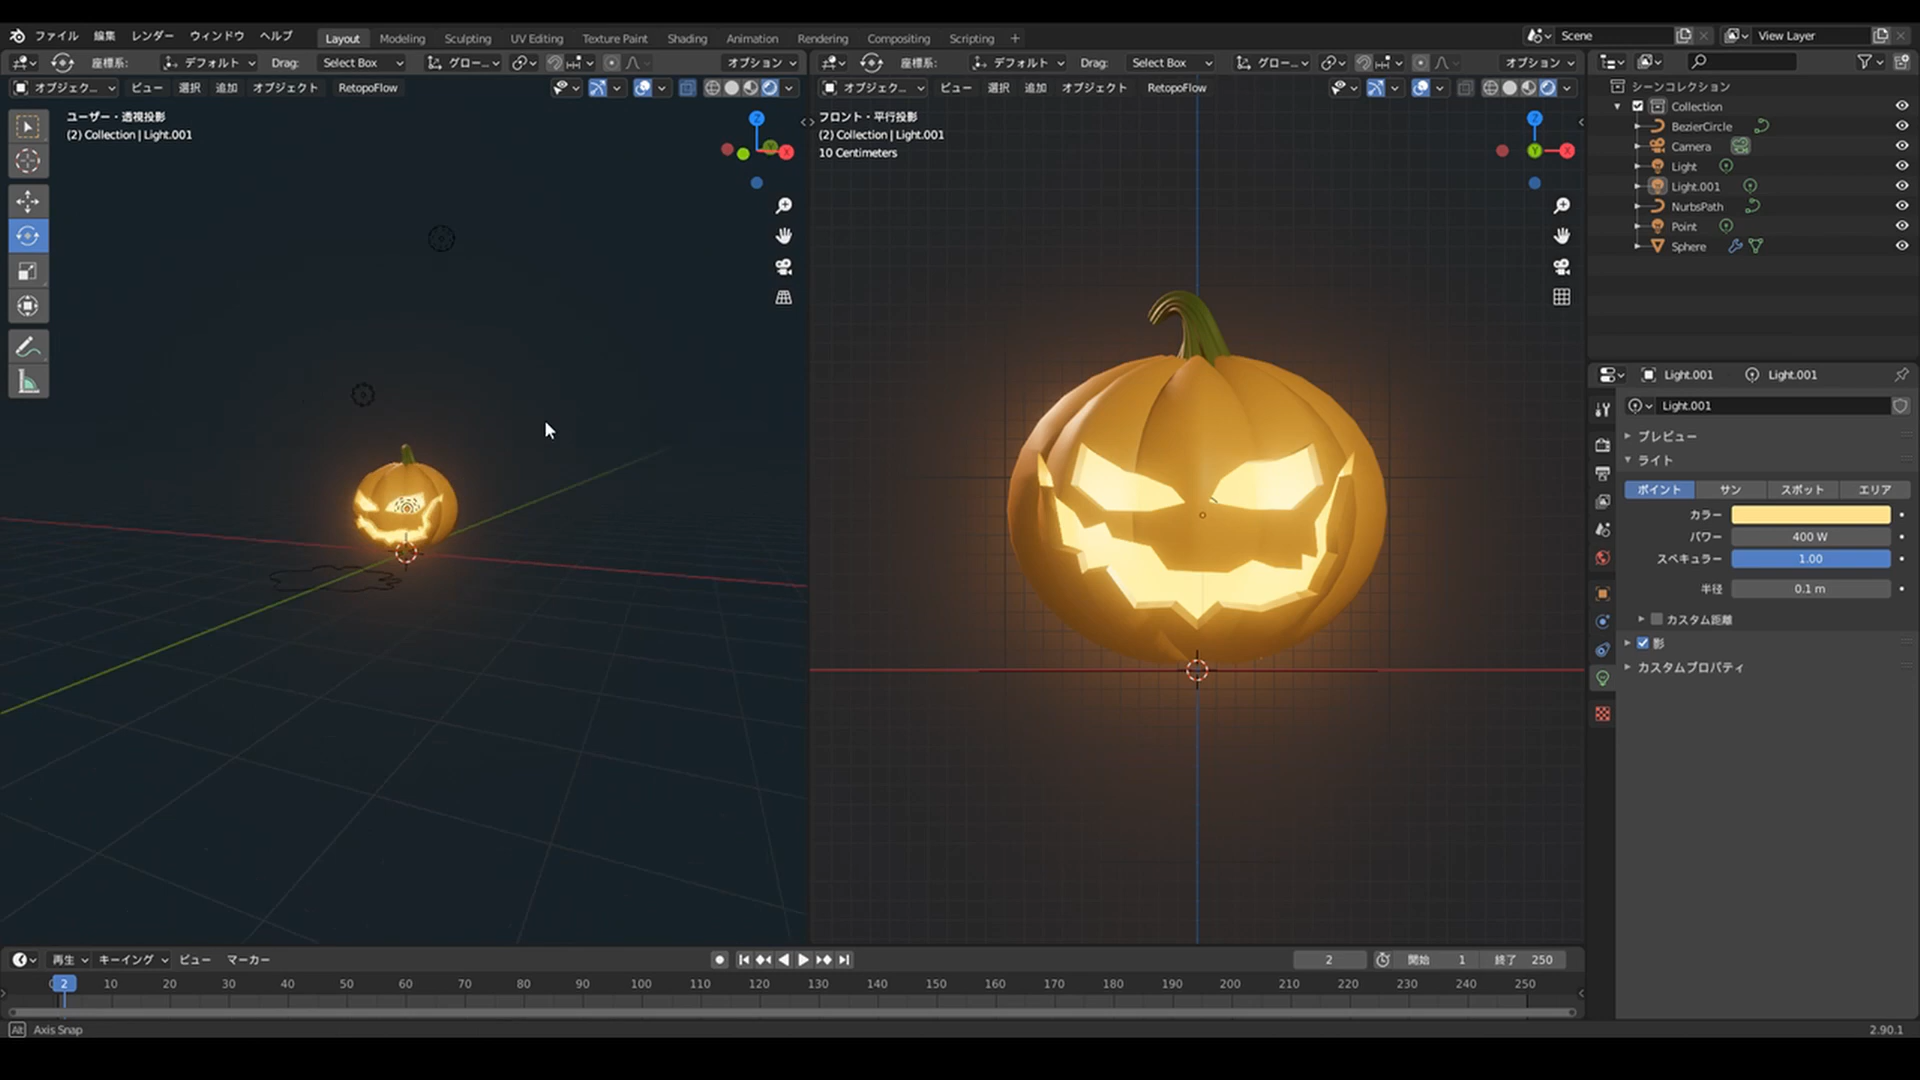 ファイル 編集 レンダー ウィンドウ ヘルプ Layout Modeling Sculpting UV Editing Texture Paint Shading Animation Rendering Compositing Scripting + Scene View Layer
座標系: デフォルト Drag: Select Box グロー... オプション 座標系: デフォルト Drag: Select Box グロー... オプション
オブジェク... ビュー 選択 追加 オブジェクト RetopoFlow オブジェク... ビュー 選択 追加 オブジェクト RetopoFlow
ユーザー・透視投影
(2) Collection | Light.001
Z
Y
X
フロント・平行投影
(2) Collection | Light.001
10 Centimeters
Z
Y
X
シーンコレクション
Collection
BezierCircle
Camera
Light
Light.001
NurbsPath
Point
Sphere
Light.001 Light.001
Light.001
プレビュー
ライト
ポイント サン スポット エリア
カラー
パワー 400 W
スペキュラー 1.00
半径 0.1 m
カスタム距離
影
カスタムプロパティ
再生 キーイング ビュー マーカー 2 開始 1 終了 250
2 10 20 30 40 50 60 70 80 90 100 110 120 130 140 150 160 170 180 190 200 210 220 230 240 250
Alt Axis Snap 2.90.1